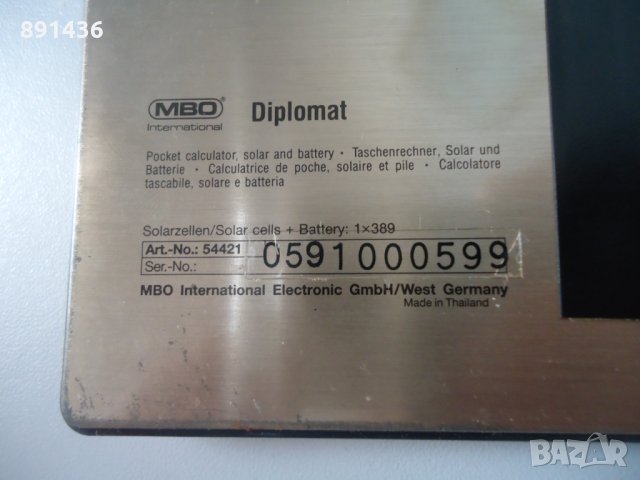 891436
MBO®
International
Diplomat
Pocket calculator, solar and battery · Taschenrechner, Solar und
Batterie · Calculatrice de poche, solaire et pile · Calcolatore
tascabile, solare e batteria
Solarzellen/Solar cells + Battery: 1×389
Art.-No.: 54421
Ser.-No.:
0591000599
MBO International Electronic GmbH/West Germany
Made in Thailand
BAZAR